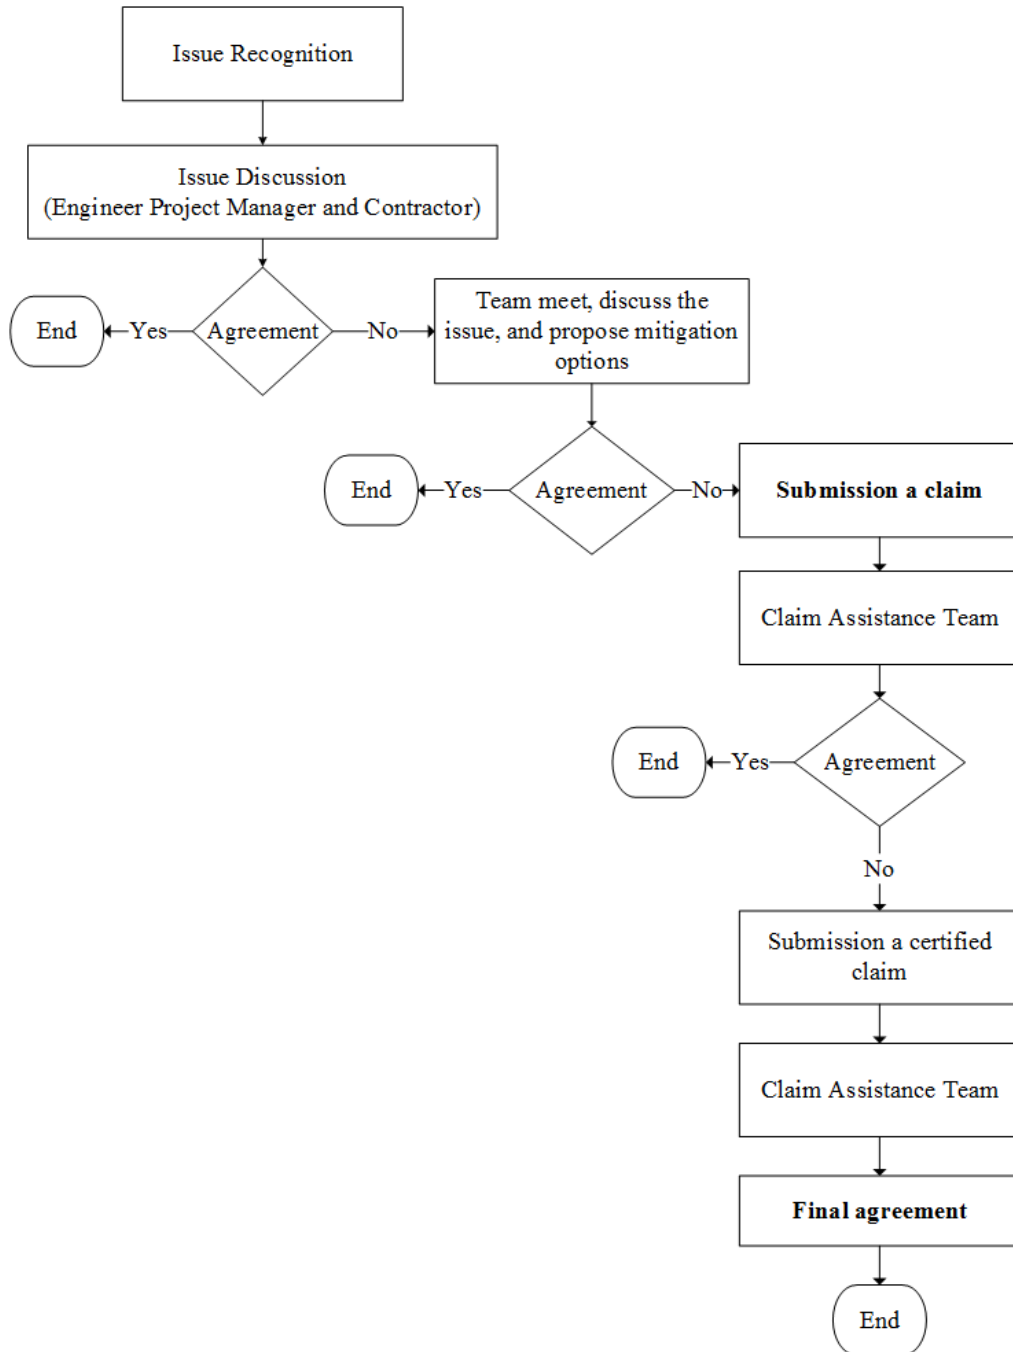 Issue Recognition
Issue Discussion
(Engineer Project Manager and Contractor)
End
Yes
Agreement
No
Team meet, discuss the
issue, and propose mitigation
options
End
Yes
Agreement
No
Submission a claim
Claim Assistance Team
End
Yes
Agreement
No
Submission a certified
claim
Claim Assistance Team
Final agreement
End